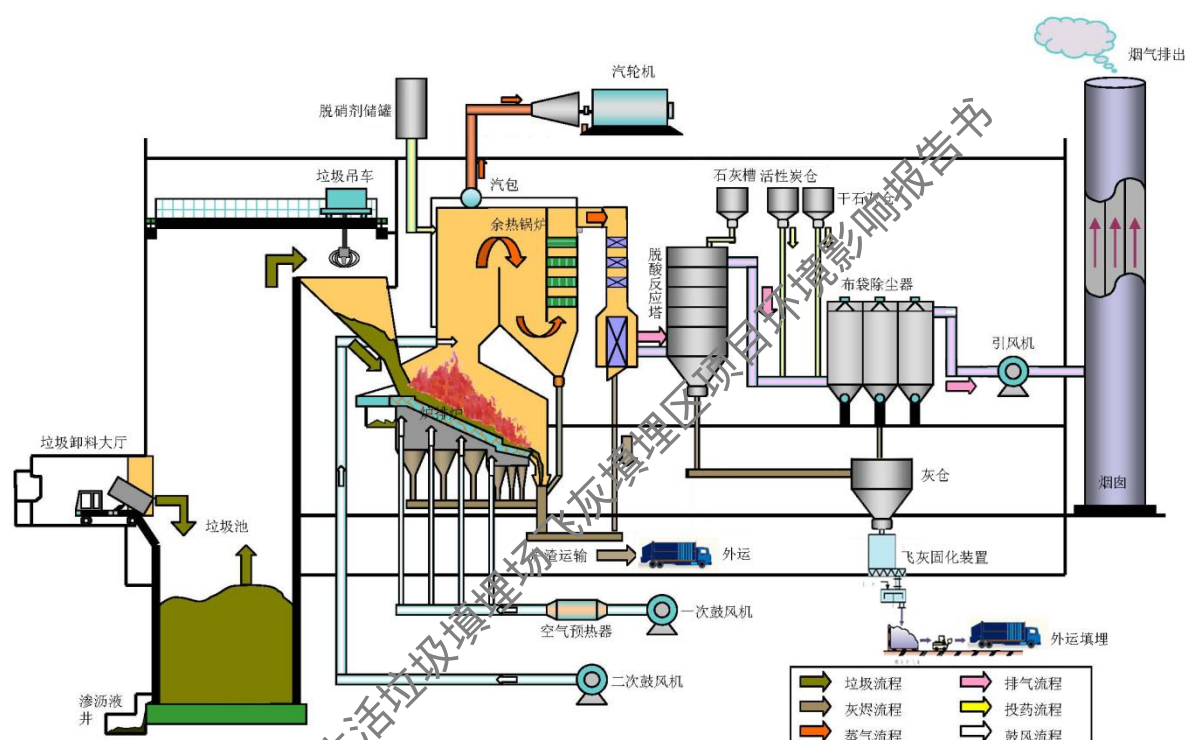 烟气排出
汽轮机
脱硝剂储罐
汽包
垃圾吊车
石灰槽
活性炭仓
干石灰仓
余热锅炉
脱酸反应塔
布袋除尘器
引风机
炉排炉
垃圾卸料大厅
垃圾池
灰仓
烟囱
渣运输
外运
飞灰固化装置
空气预热器
一次鼓风机
外运填埋
二次鼓风机
渗沥液
井
垃圾流程
排气流程
灰烬流程
投药流程
蒸气流程
鼓风流程
活垃圾填埋场飞灰填埋区项目环境影响报告书